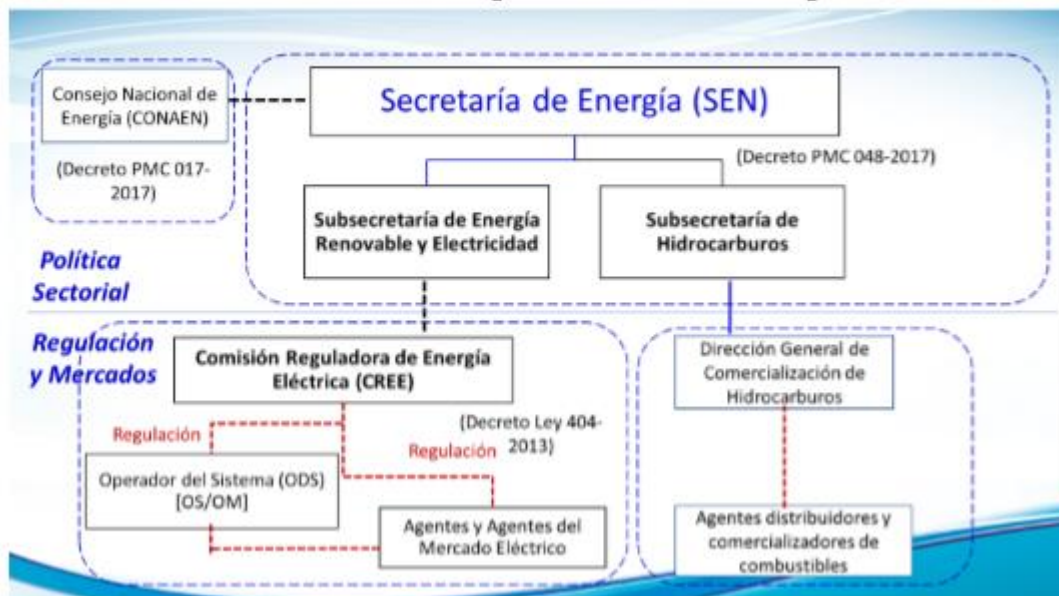 Consejo Nacional de
Energía (CONAEN)
(Decreto PMC 017-
2017)
Secretaría de Energía (SEN)
(Decreto PMC 048-2017)
Subsecretaría de Energía
Renovable y Electricidad
Subsecretaría de
Hidrocarburos
Política
Sectorial
Regulación
y Mercados
Comisión Reguladora de Energía
Eléctrica (CREE)
(Decreto Ley 404-
2013)
Regulación
Regulación
Operador del Sistema (ODS)
[OS/OM]
Agentes y Agentes del
Mercado Eléctrico
Dirección General de
Comercialización de
Hidrocarburos
Agentes distribuidores y
comercializadores de
combustibles